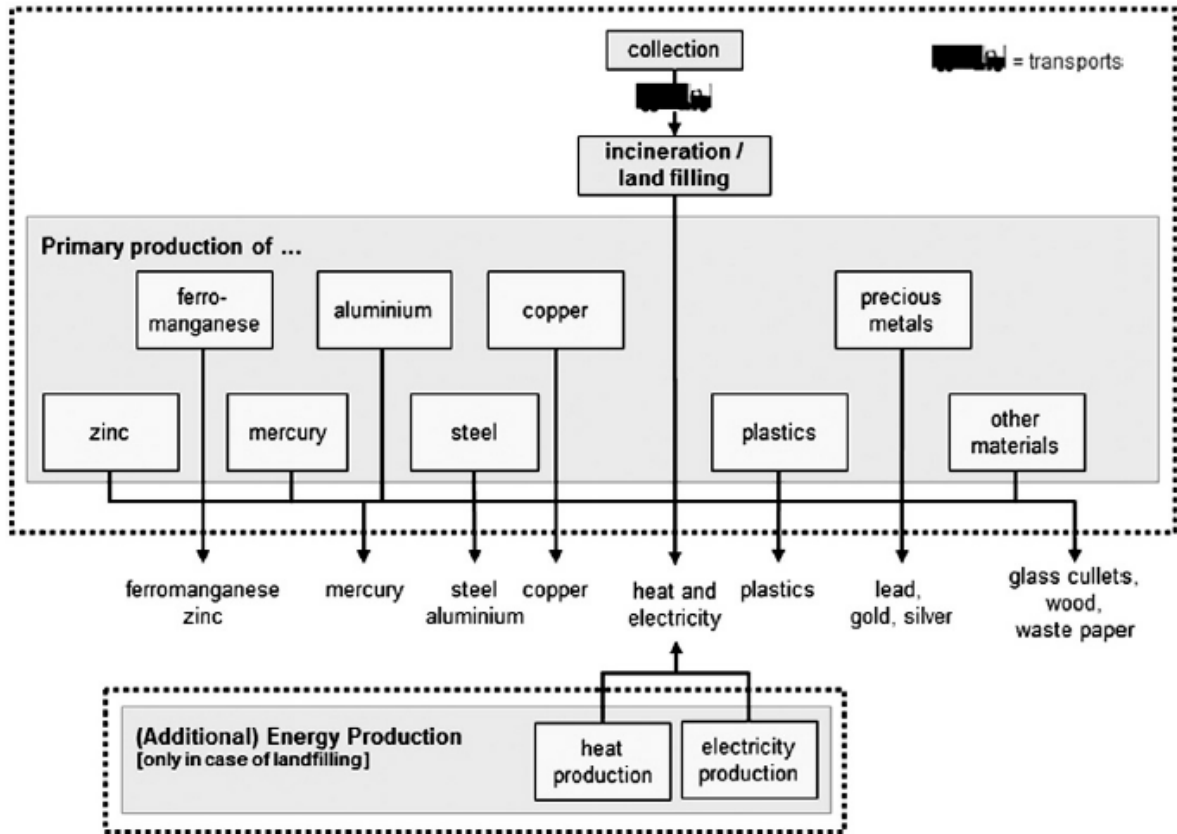 collection
= transports
incineration /
land filling
Primary production of ...
ferro-
manganese
aluminium
copper
precious
metals
zinc
mercury
steel
plastics
other
materials
ferromanganese
zinc
mercury
steel
aluminium
copper
heat and
electricity
plastics
lead,
gold, silver
glass cullets,
wood,
waste paper
(Additional) Energy Production
[only in case of landfilling]
heat
production
electricity
production